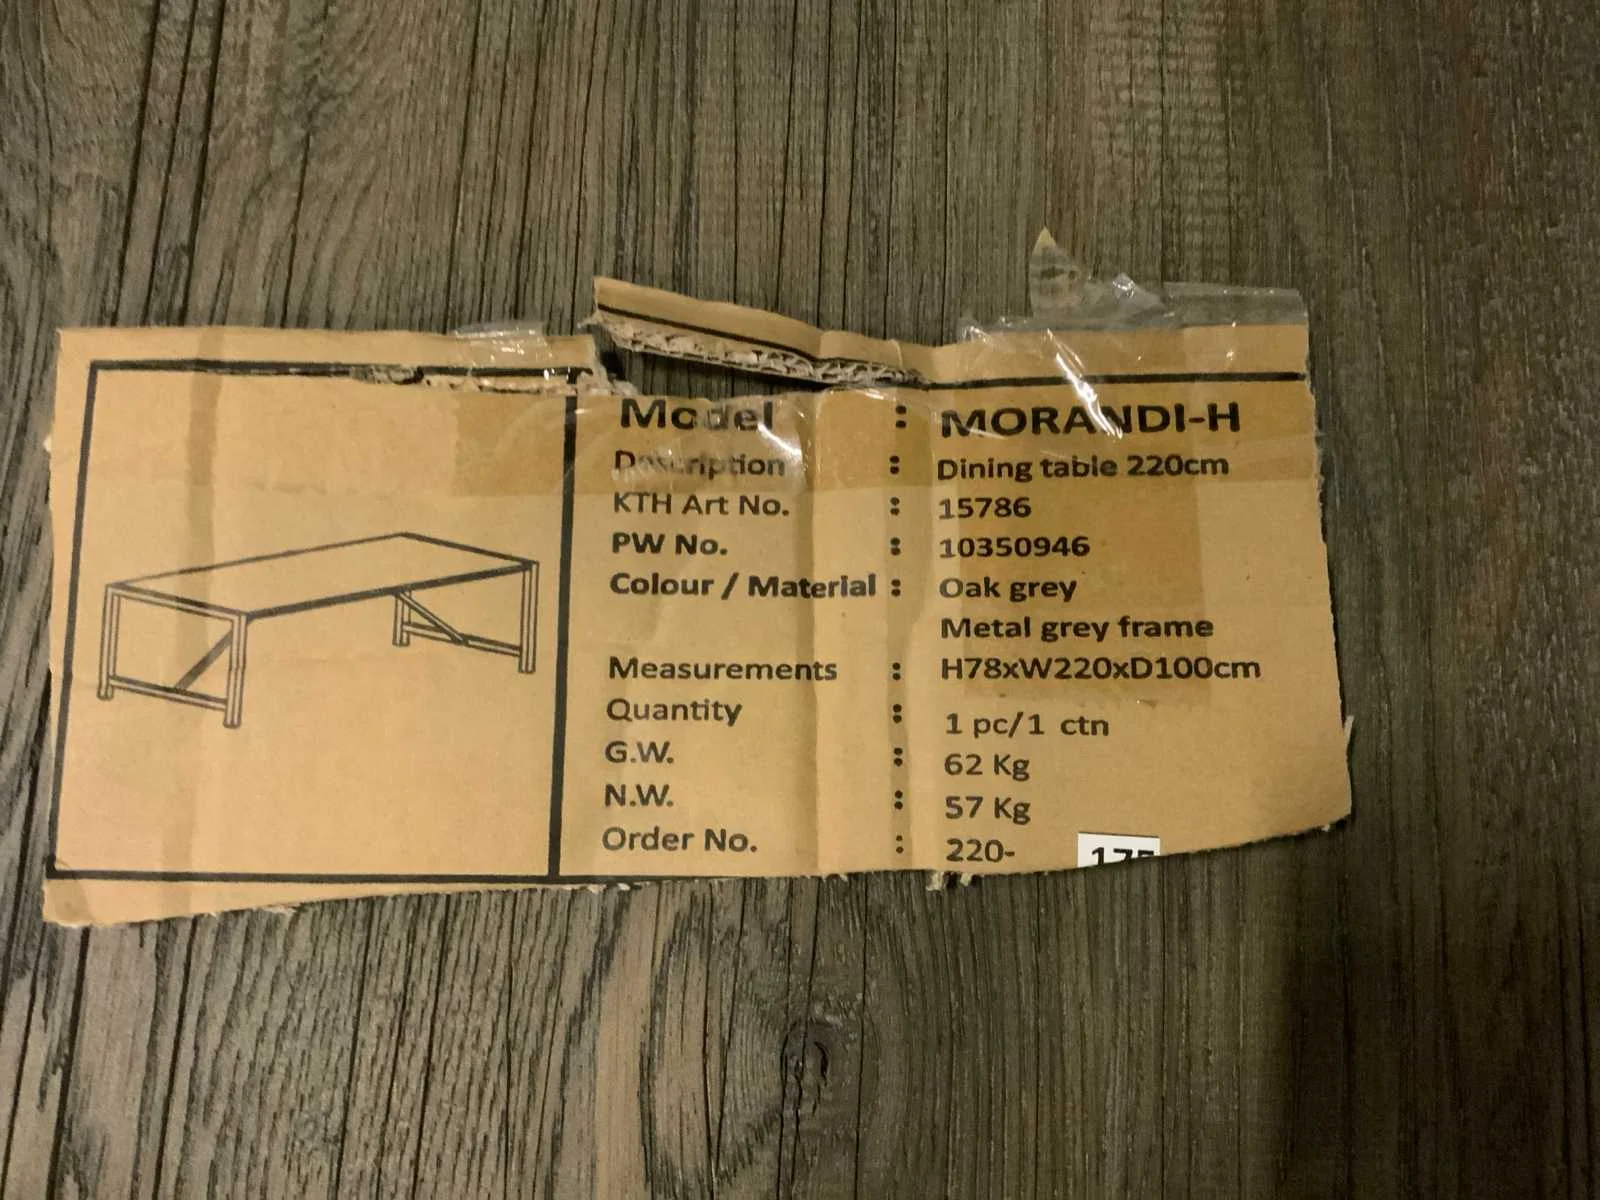 Model : MORANDI-H
Description : Dining table 220cm
KTH Art No. : 15786
PW No. : 10350946
Colour / Material : Oak grey
Metal grey frame
Measurements : H78xW220xD100cm
Quantity : 1 pc/1 ctn
G.W. : 62 Kg
N.W. : 57 Kg
Order No. : 220-